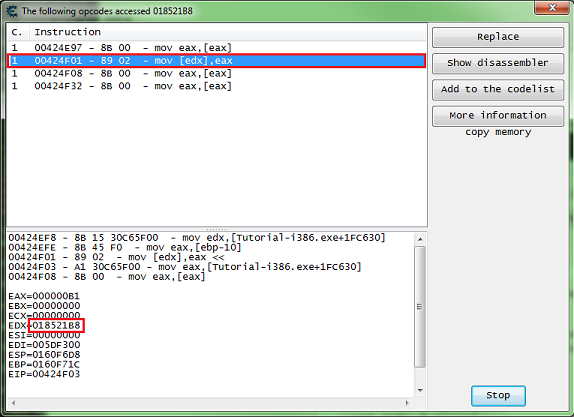 The following opcodes accessed 018521B8
C. Instruction
1 00424E97 - 8B 00 - mov eax,[eax]
1 00424F01 - 89 02 - mov [edx],eax
1 00424F08 - 8B 00 - mov eax,[eax]
1 00424F32 - 8B 00 - mov eax,[eax]
Replace
Show disassembler
Add to the codelist
More information
copy memory
00424EF8 - 8B 15 30C65F00 - mov edx,[Tutorial-i386.exe+1FC630]
00424EFE - 8B 45 F0 - mov eax,[ebp-10]
00424F01 - 89 02 - mov [edx],eax <<
00424F03 - A1 30C65F00 - mov eax,[Tutorial-i386.exe+1FC630]
00424F08 - 8B 00 - mov eax,[eax]
EAX=000000B1
EBX=00000000
ECX=00000000
EDX=018521B8
ESI=00000000
EDI=005DF300
ESP=0160F6D8
EBP=0160F71C
EIP=00424F03
Stop